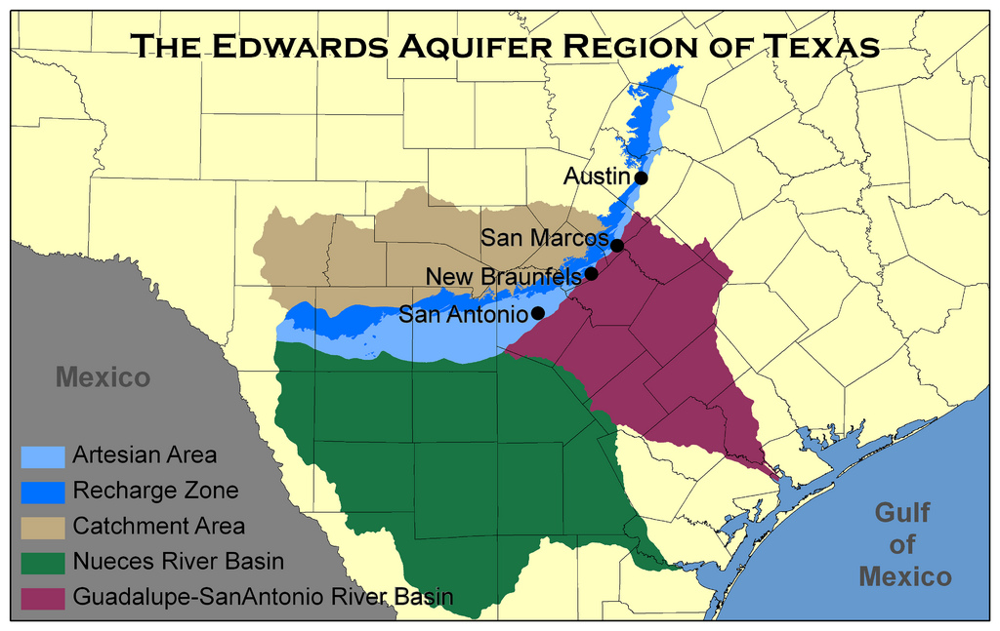 The Edwards Aquifer Region of Texas
Austin
San Marcos
New Braunfels
San Antonio
Mexico
Artesian Area
Recharge Zone
Catchment Area
Nueces River Basin
Guadalupe-SanAntonio River Basin
Gulf
of
Mexico